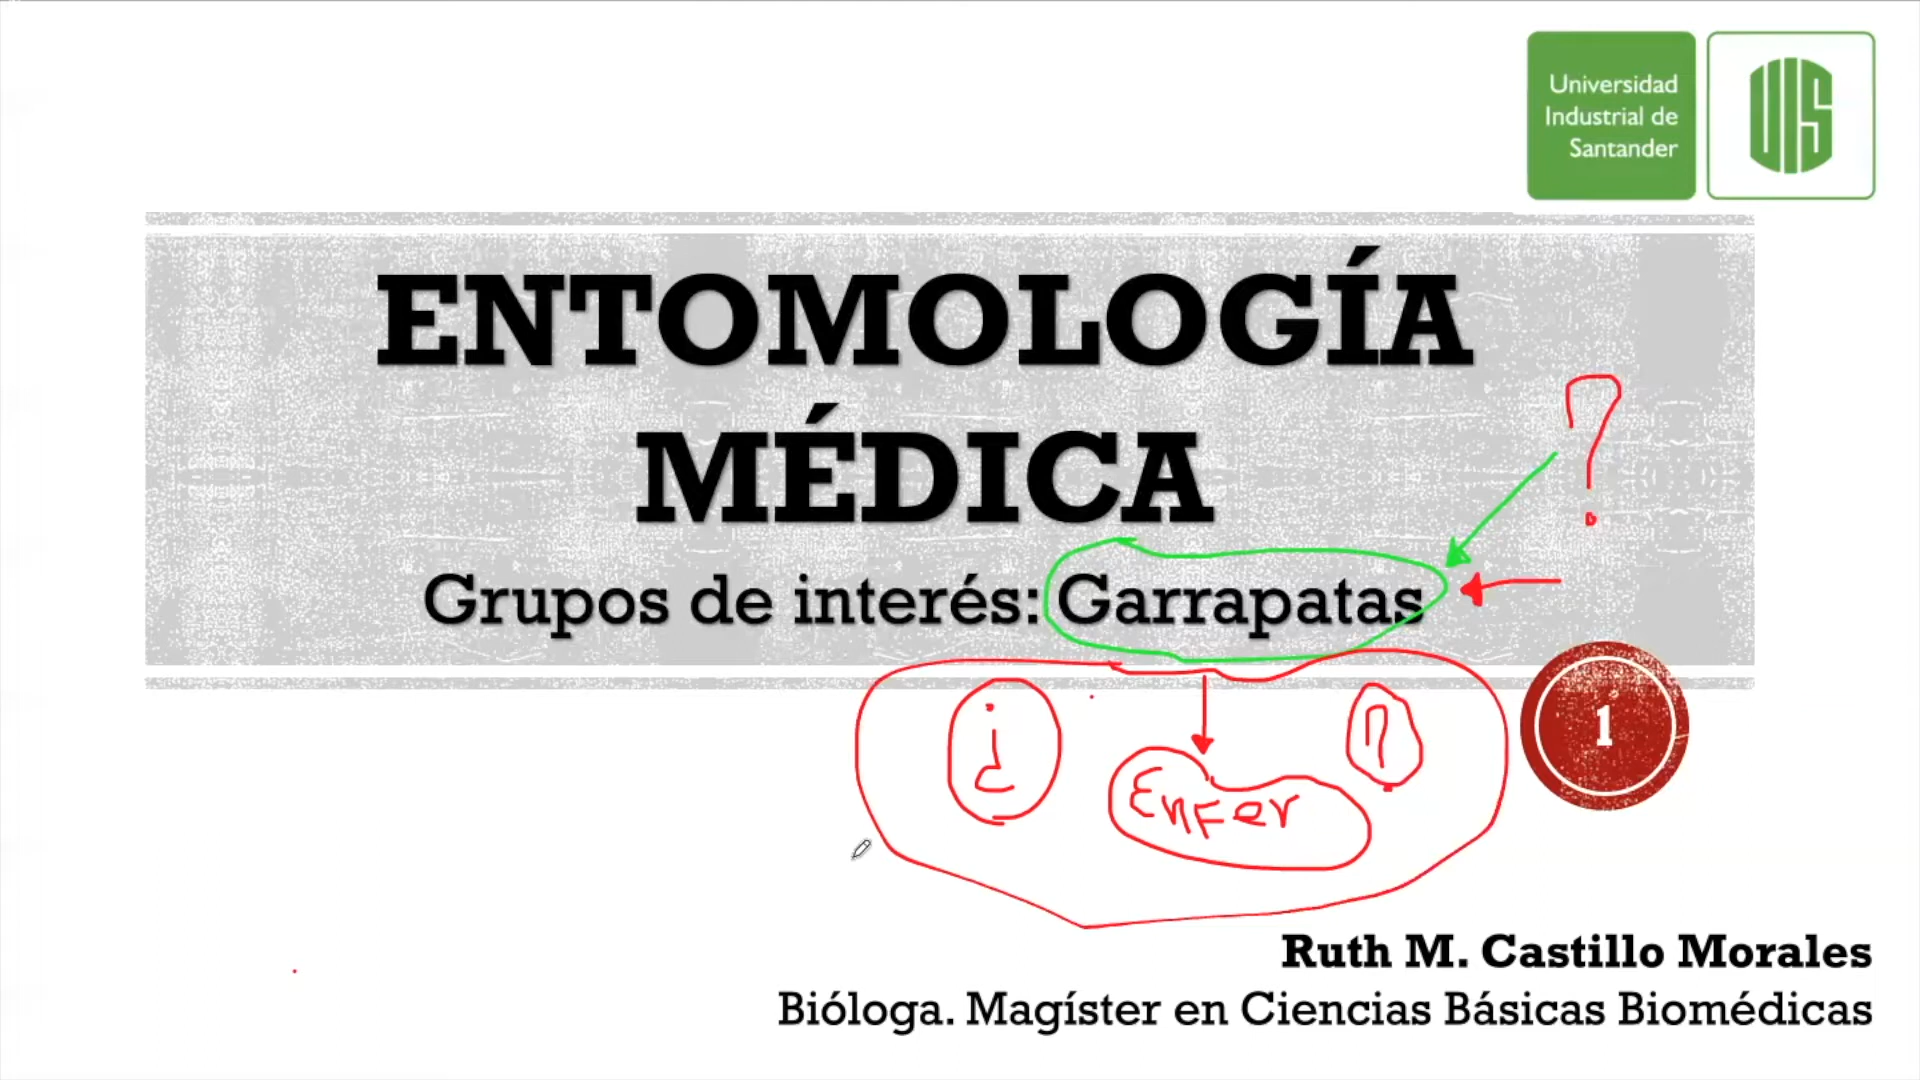 Universidad
Industrial de
Santander
UIS
ENTOMOLOGÍA
MÉDICA
?
Grupos de interés: Garrapatas
1
¿ Enfer ?
Ruth M. Castillo Morales
Bióloga. Magíster en Ciencias Básicas Biomédicas